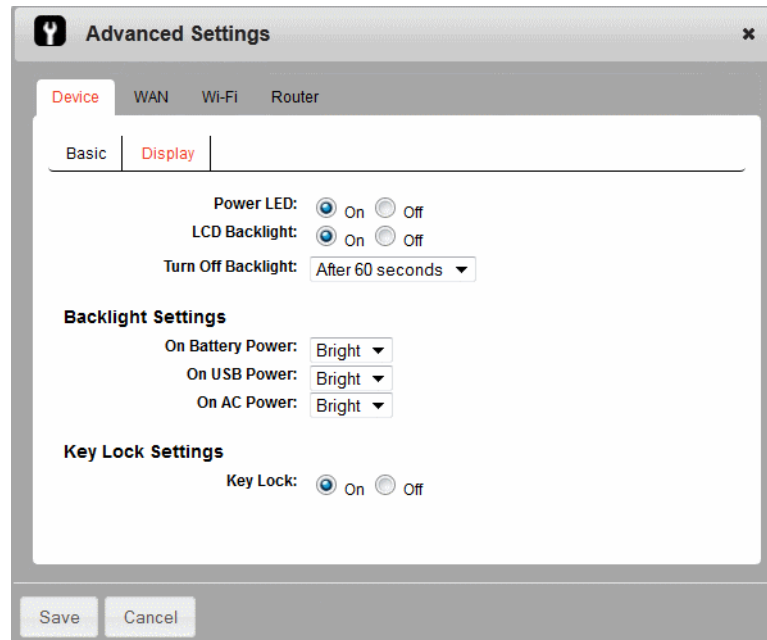 Advanced Settings
Device WAN Wi-Fi Router
Basic Display
Power LED: On Off
LCD Backlight: On Off
Turn Off Backlight: After 60 seconds
Backlight Settings
On Battery Power: Bright
On USB Power: Bright
On AC Power: Bright
Key Lock Settings
Key Lock: On Off
Save Cancel